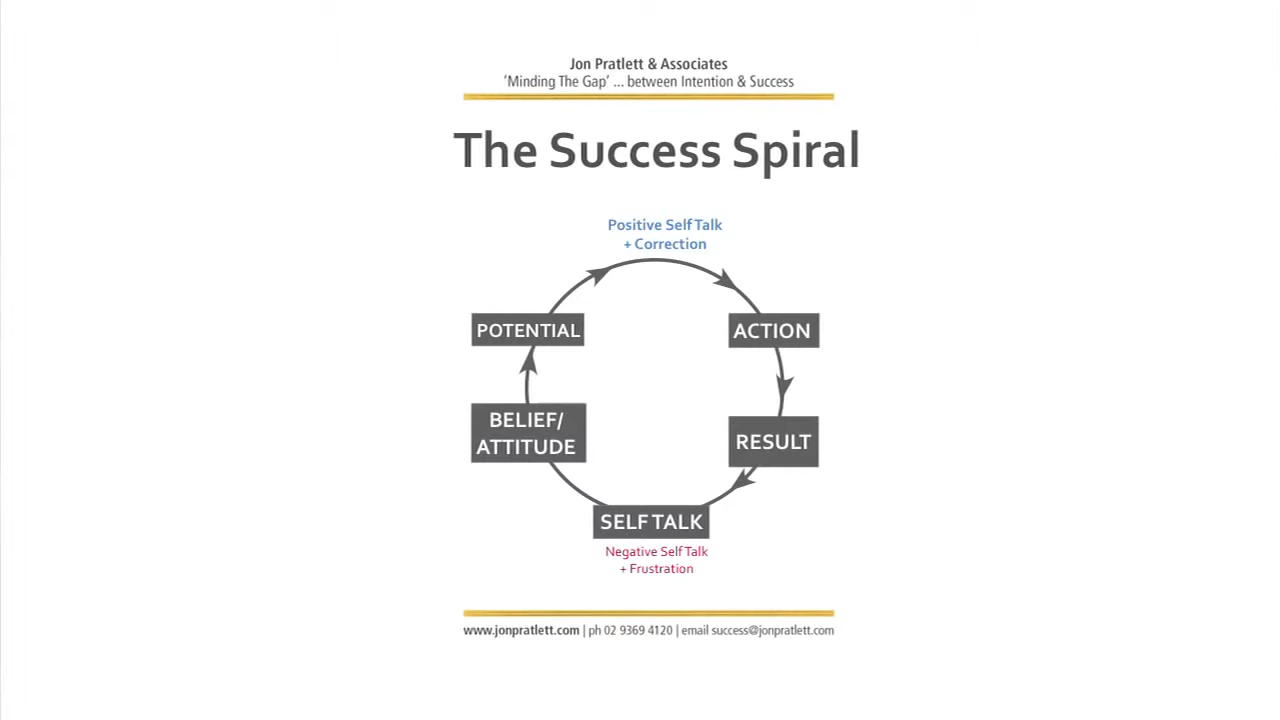 Jon Pratlett & Associates
‘Minding The Gap’ ... between Intention & Success
The Success Spiral
Positive Self Talk
+ Correction
POTENTIAL
ACTION
BELIEF/
ATTITUDE
RESULT
SELF TALK
Negative Self Talk
+ Frustration
www.jonpratlett.com | ph 02 9369 4120 | email success@jonpratlett.com